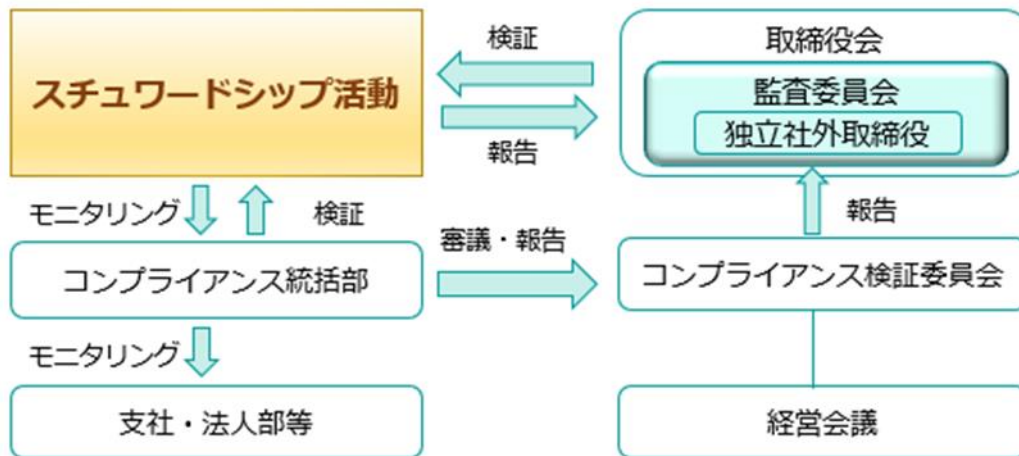 検証
取締役会
スチュワードシップ活動
監査委員会
独立社外取締役
報告
モニタリング
検証
報告
審議・報告
コンプライアンス統括部
コンプライアンス検証委員会
モニタリング
支社・法人部等
経営会議